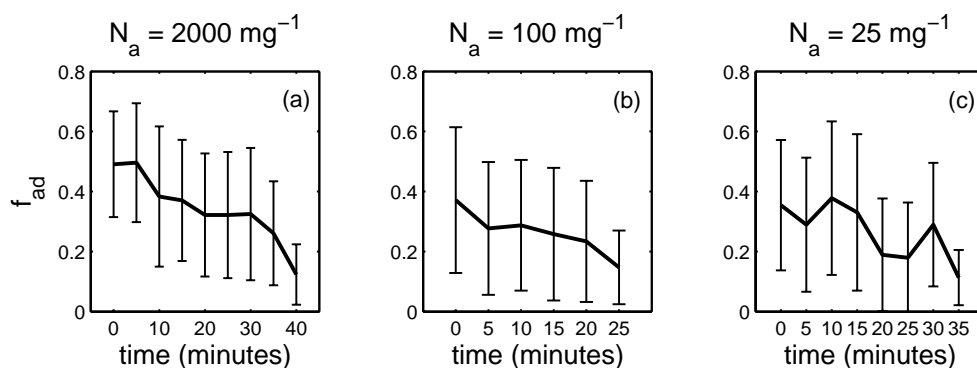 N_a = 2000 mg⁻¹
N_a = 100 mg⁻¹
N_a = 25 mg⁻¹
(a)
(b)
(c)
f_ad
0.8
0.6
0.4
0.2
0
0 10 20 30 40
time (minutes)
0.8
0.6
0.4
0.2
0
0 5 10 15 20 25
time (minutes)
0.8
0.6
0.4
0.2
0
0 5 10 15 20 25 30 35
time (minutes)